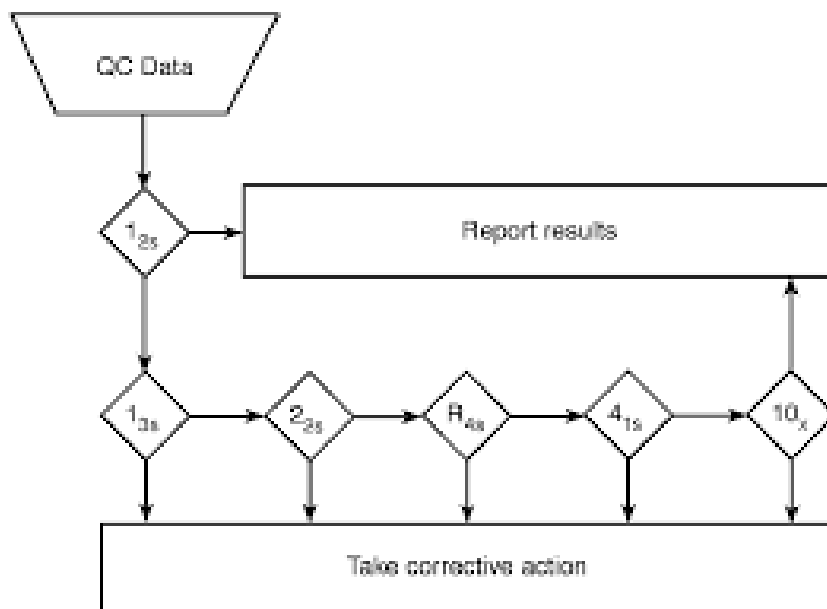 QC Data
1₂ₛ
Report results
1₃ₛ
2₂ₛ
R₄ₛ
4₁ₛ
10ₓ
Take corrective action